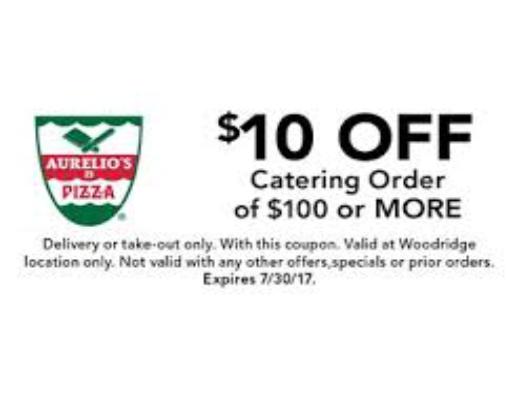 $10 OFF
Catering Order
of $100 or MORE
AURELIO'S
IS
PIZZA
®
Delivery or take-out only. With this coupon. Valid at Woodridge
location only. Not valid with any other offers,specials or prior orders.
Expires 7/30/17.